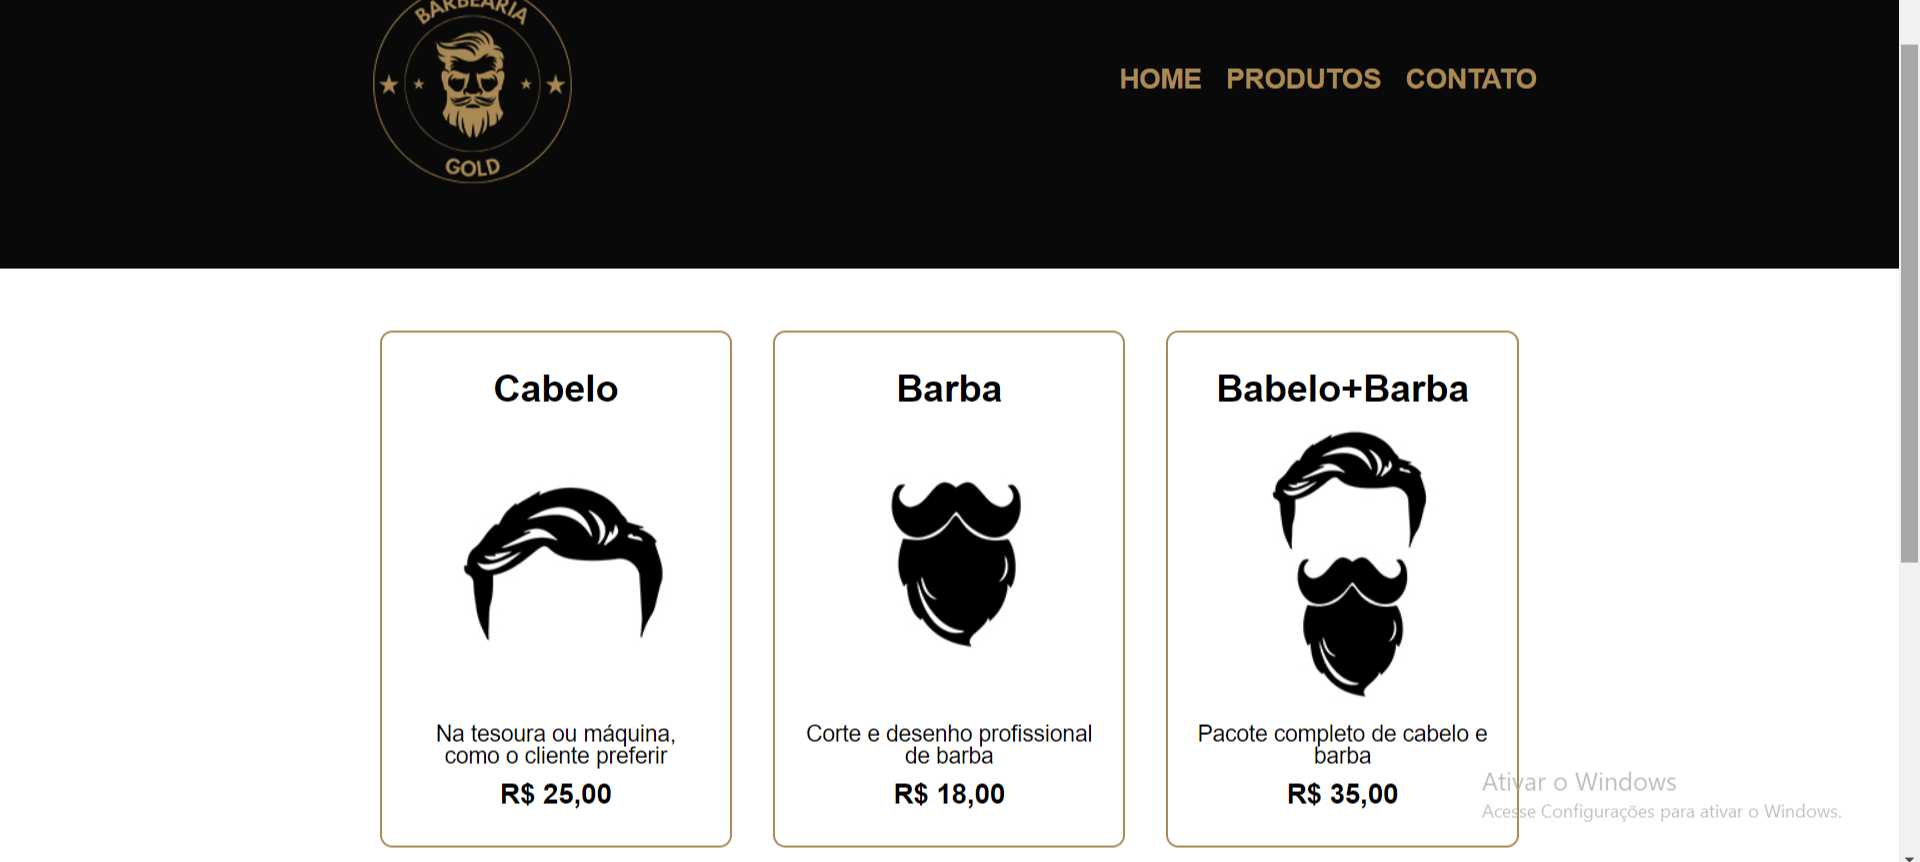 BARBEARIA
GOLD
HOME PRODUTOS CONTATO
Cabelo
Na tesoura ou máquina,
como o cliente preferir
R$ 25,00
Barba
Corte e desenho profissional
de barba
R$ 18,00
Babelo+Barba
Pacote completo de cabelo e
barba
R$ 35,00
Ativar o Windows
Acesse Configurações para ativar o Windows.